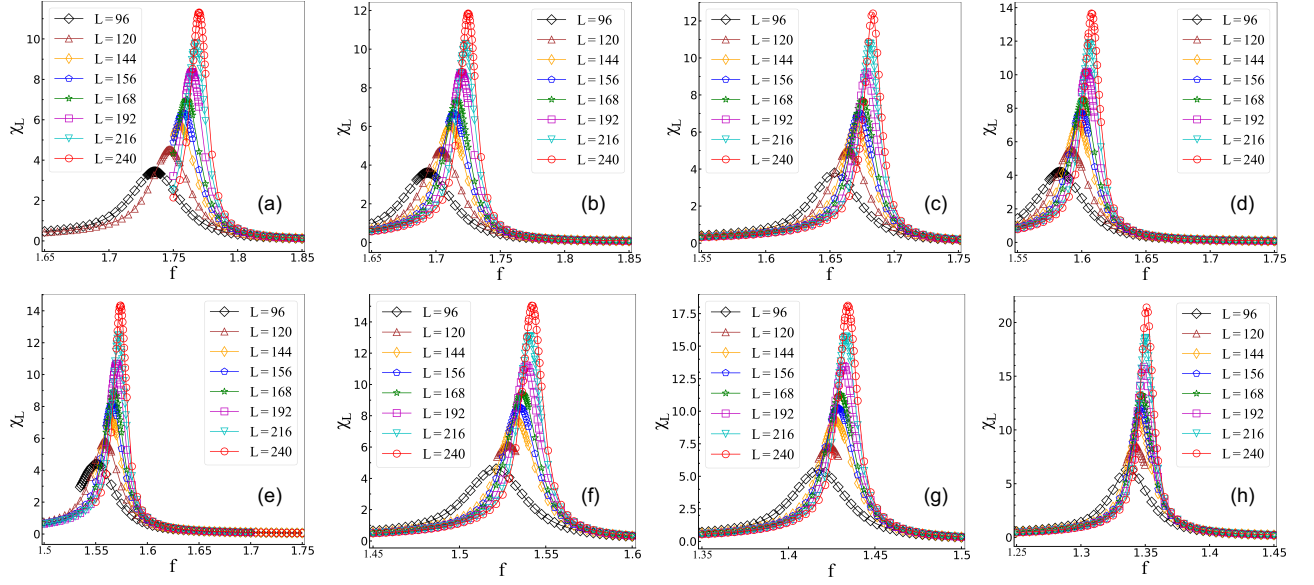 χL
12
10
8
6
4
2
0
L=96
L=120
L=144
L=156
L=168
L=192
L=216
L=240
(a)
1.65 1.7 1.75 1.8 1.85
f
χL
12.5
10.0
7.5
5.0
2.5
0.0
L=96
L=120
L=144
L=156
L=168
L=192
L=216
L=240
(b)
1.65 1.7 1.75 1.8 1.85
f
χL
12
10
8
6
4
2
0
L=96
L=120
L=144
L=156
L=168
L=192
L=216
L=240
(c)
1.55 1.6 1.65 1.7 1.75
f
χL
14
12
10
8
6
4
2
0
L=96
L=120
L=144
L=156
L=168
L=192
L=216
L=240
(d)
1.55 1.6 1.65 1.7 1.75
f
χL
14
12
10
8
6
4
2
0
L=96
L=120
L=144
L=156
L=168
L=192
L=216
L=240
(e)
1.5 1.55 1.6 1.65 1.7 1.75
f
χL
14
12
10
8
6
4
2
0
L=96
L=120
L=144
L=156
L=168
L=192
L=216
L=240
(f)
1.45 1.5 1.55 1.6
f
χL
17.5
15.0
12.5
10.0
7.5
5.0
2.5
0.0
L=96
L=120
L=144
L=156
L=168
L=192
L=216
L=240
(g)
1.35 1.4 1.45 1.5
f
χL
20
15
10
5
0
L=96
L=120
L=144
L=156
L=168
L=192
L=216
L=240
(h)
1.25 1.3 1.35 1.4 1.45
f